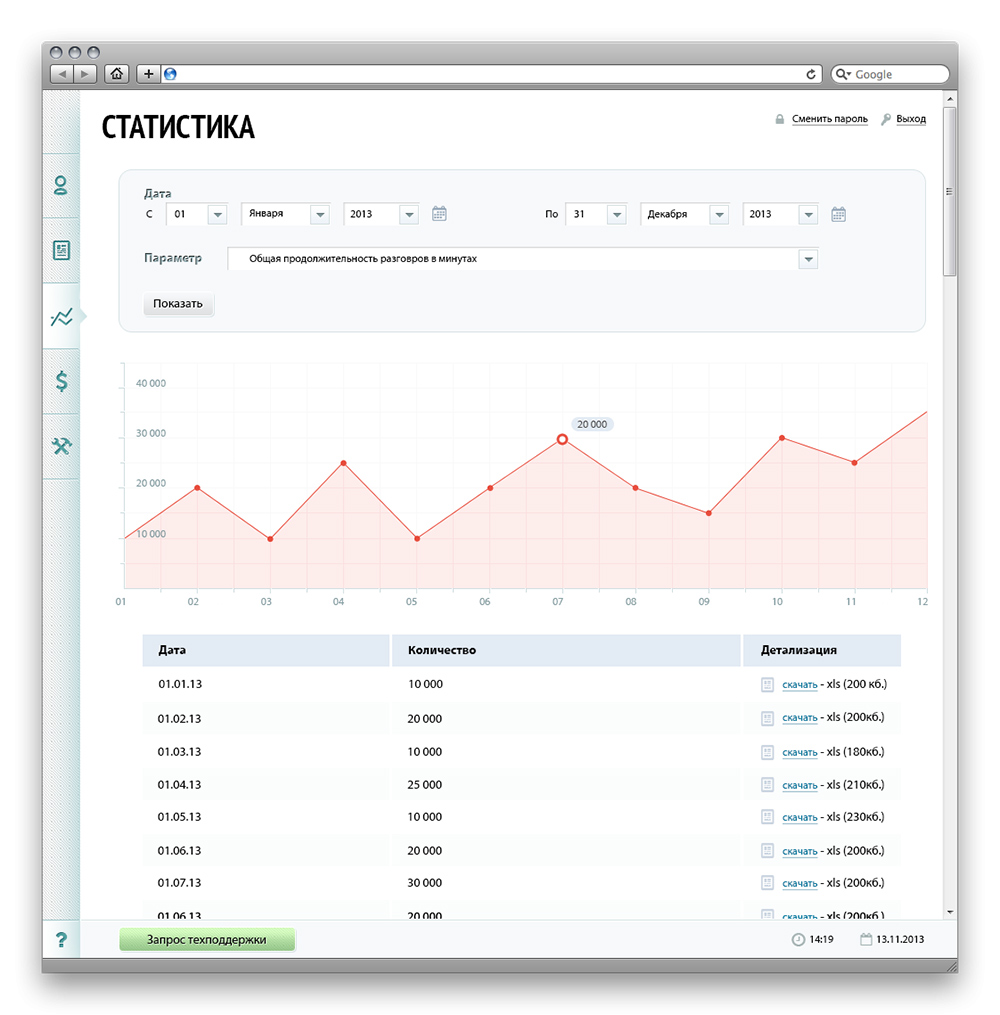 Google
СТАТИСТИКА
Сменить пароль Выход
Дата
С 01 Января 2013 По 31 Декабря 2013
Параметр Общая продолжительность разговров в минутах
Показать
40 000
20 000
30 000
20 000
10 000
01 02 03 04 05 06 07 08 09 10 11 12
Дата Количество Детализация
01.01.13 10 000 скачать - xls (200 кб.)
01.02.13 20 000 скачать - xls (200кб.)
01.03.13 10 000 скачать - xls (180кб.)
01.04.13 25 000 скачать - xls (210кб.)
01.05.13 10 000 скачать - xls (230кб.)
01.06.13 20 000 скачать - xls (200кб.)
01.07.13 30 000 скачать - xls (200кб.)
01.06.13 20 000 скачать - xls (200кб.)
? Запрос техподдержки 14:19 13.11.2013